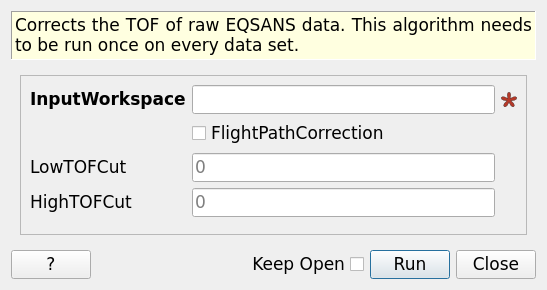 Corrects the TOF of raw EQSANS data. This algorithm needs
to be run once on every data set.
InputWorkspace *
FlightPathCorrection
LowTOFCut 0
HighTOFCut 0
? Keep Open Run Close